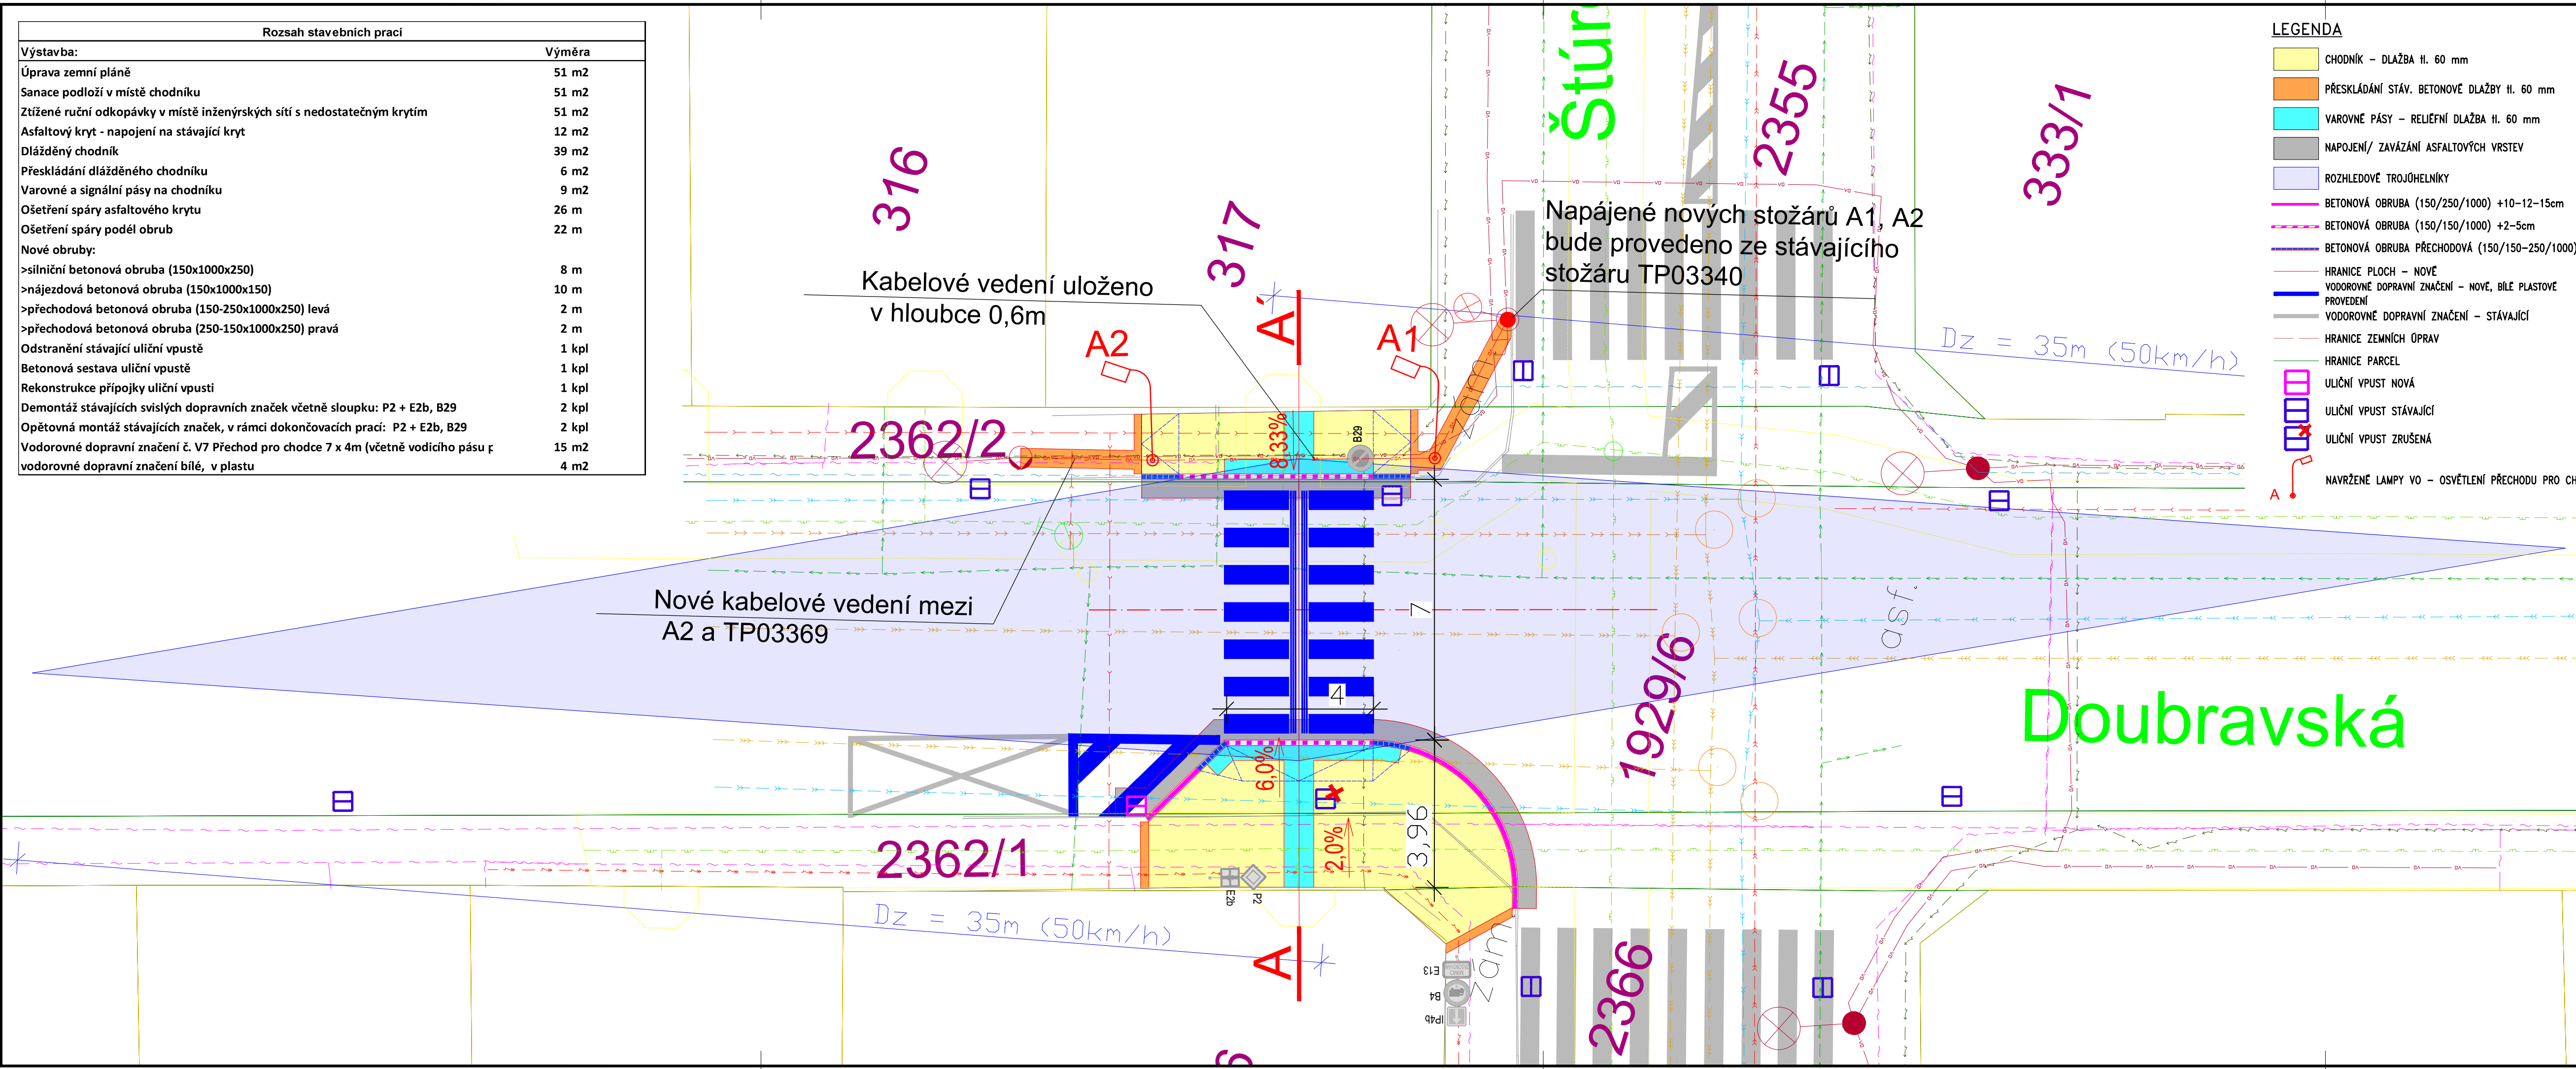 Rozsah stavebních prací
Výstavba: Výměra
Úprava zemní pláně 51 m2
Sanace podloží v místě chodníku 51 m2
Ztížené ruční odkopávky v místě inženýrských sítí s nedostatečným krytím 51 m2
Asfaltový kryt - napojení na stávající kryt 12 m2
Dlážděný chodník 39 m2
Přeskládání dlážděného chodníku 6 m2
Varovné a signální pásy na chodníku 9 m2
Ošetření spáry asfaltového krytu 26 m
Ošetření spáry podél obrub 22 m
Nové obruby:
>silniční betonová obruba (150x1000x250) 8 m
>nájezdová betonová obruba (150x1000x150) 10 m
>přechodová betonová obruba (150-250x1000x250) levá 2 m
>přechodová betonová obruba (250-150x1000x250) pravá 2 m
Odstranění stávající uliční vpustě 1 kpl
Betonová sestava uliční vpustě 1 kpl
Rekonstrukce přípojky uliční vpusti 1 kpl
Demontáž stávajících svislých dopravních značek včetně sloupku: P2 + E2b, B29 2 kpl
Opětovná montáž stávajících značek, v rámci dokončovacích prací: P2 + E2b, B29 2 kpl
Vodorovné dopravní značení č. V7 Přechod pro chodce 7 x 4m (včetně vodicího pásu p 15 m2
vodorovné dopravní značení bílé, v plastu 4 m2
LEGENDA
CHODNÍK – DLAŽBA tl. 60 mm
PŘESKLÁDÁNÍ STÁV. BETONOVÉ DLAŽBY tl. 60 mm
VAROVNÉ PÁSY – RELIÉFNÍ DLAŽBA tl. 60 mm
NAPOJENÍ/ ZAVÁZÁNÍ ASFALTOVÝCH VRSTEV
ROZHLEDOVÉ TROJÚHELNÍKY
BETONOVÁ OBRUBA (150/250/1000) +10-12-15cm
BETONOVÁ OBRUBA (150/150/1000) +2-5cm
BETONOVÁ OBRUBA PŘECHODOVÁ (150/150-250/1000)
HRANICE PLOCH – NOVÉ
VODOROVNÉ DOPRAVNÍ ZNAČENÍ – NOVÉ, BÍLÉ PLASTOVÉ
PROVEDENÍ
VODOROVNÉ DOPRAVNÍ ZNAČENÍ – STÁVAJÍCÍ
HRANICE ZEMNÍCH ÚPRAV
HRANICE PARCEL
ULIČNÍ VPUST NOVÁ
ULIČNÍ VPUST STÁVAJÍCÍ
ULIČNÍ VPUST ZRUŠENÁ
A NAVRŽENÉ LAMPY VO – OSVĚTLENÍ PŘECHODU PRO CH
Štúr
316
317
2355
333/1
Napájené nových stožárů A1, A2
bude provedeno ze stávajícího
stožáru TP03340
Kabelové vedení uloženo
v hloubce 0,6m
A2
A´
A1
Dz = 35m (50km/h)
zám
2362/2
8,33%
B29
Nové kabelové vedení mezi
A2 a TP03369
7
4
asf.
1929/6
Doubravská
6,0%
2,0%
3,96
2362/1
E2b
P2
Dz = 35m (50km/h)
A
zám
E13
B4
IP4b
2366
6